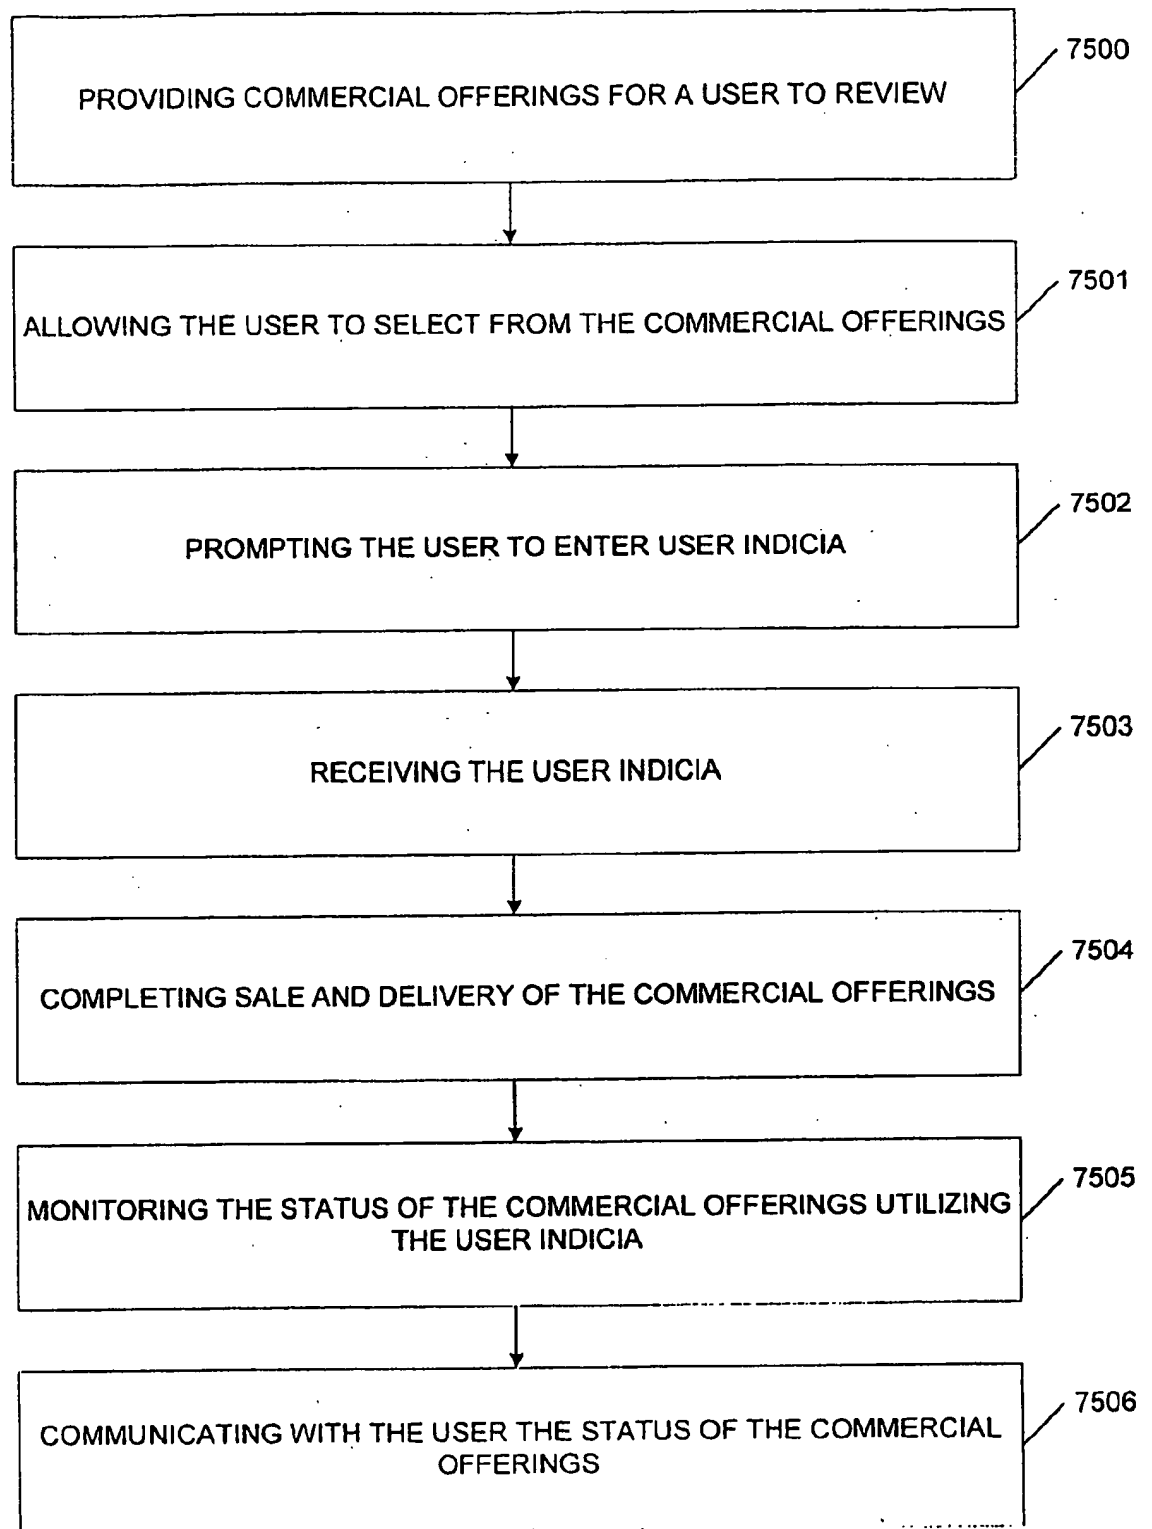 PROVIDING COMMERCIAL OFFERINGS FOR A USER TO REVIEW
7500
ALLOWING THE USER TO SELECT FROM THE COMMERCIAL OFFERINGS
7501
PROMPTING THE USER TO ENTER USER INDICIA
7502
RECEIVING THE USER INDICIA
7503
COMPLETING SALE AND DELIVERY OF THE COMMERCIAL OFFERINGS
7504
MONITORING THE STATUS OF THE COMMERCIAL OFFERINGS UTILIZING
THE USER INDICIA
7505
COMMUNICATING WITH THE USER THE STATUS OF THE COMMERCIAL
OFFERINGS
7506